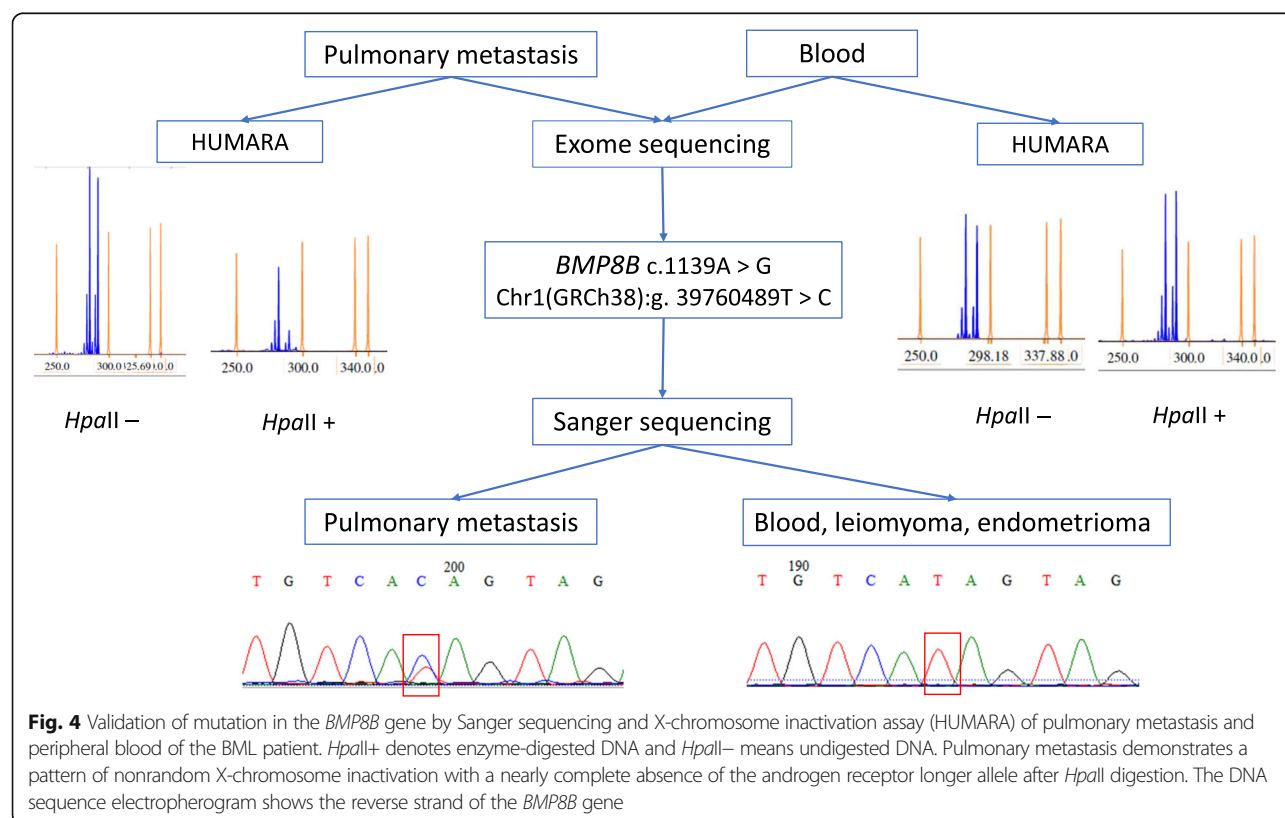 Pulmonary metastasis
Blood
HUMARA
Exome sequencing
HUMARA
BMP8B c.1139A > G
Chr1(GRCh38):g. 39760489T > C
250.0 300.0
250.0 300.0 340.0 .0
250.0 298.18 337.88 .0
250.0 300.0 340.0 .0
HpaII –
HpaII +
HpaII –
HpaII +
Sanger sequencing
Pulmonary metastasis
Blood, leiomyoma, endometrioma
200
T G T C A C A G T A G
190
T G T C A T A G T A G
Fig. 4 Validation of mutation in the BMP8B gene by Sanger sequencing and X-chromosome inactivation assay (HUMARA) of pulmonary metastasis and
peripheral blood of the BML patient. HpaII+ denotes enzyme-digested DNA and HpaII− means undigested DNA. Pulmonary metastasis demonstrates a
pattern of nonrandom X-chromosome inactivation with a nearly complete absence of the androgen receptor longer allele after HpaII digestion. The DNA
sequence electropherogram shows the reverse strand of the BMP8B gene